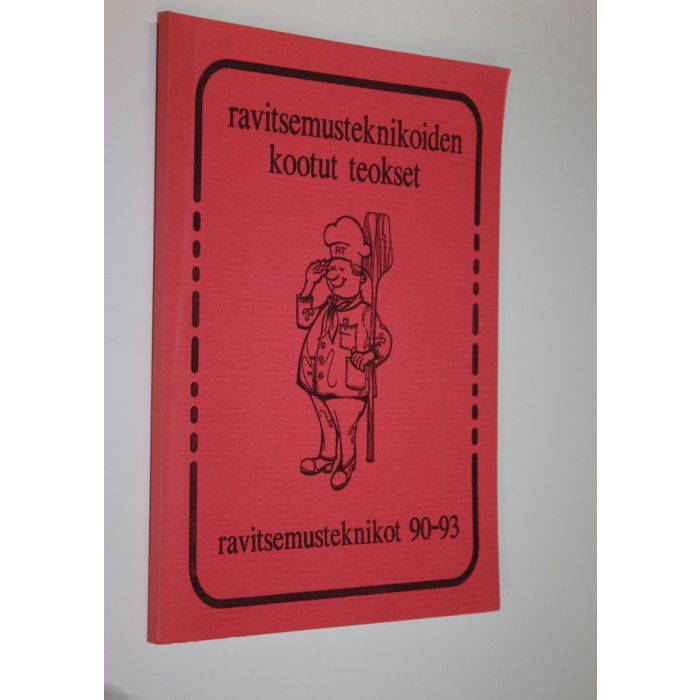 ravitsemusteknikoiden
kootut teokset
RT
ravitsemusteknikot 90-93